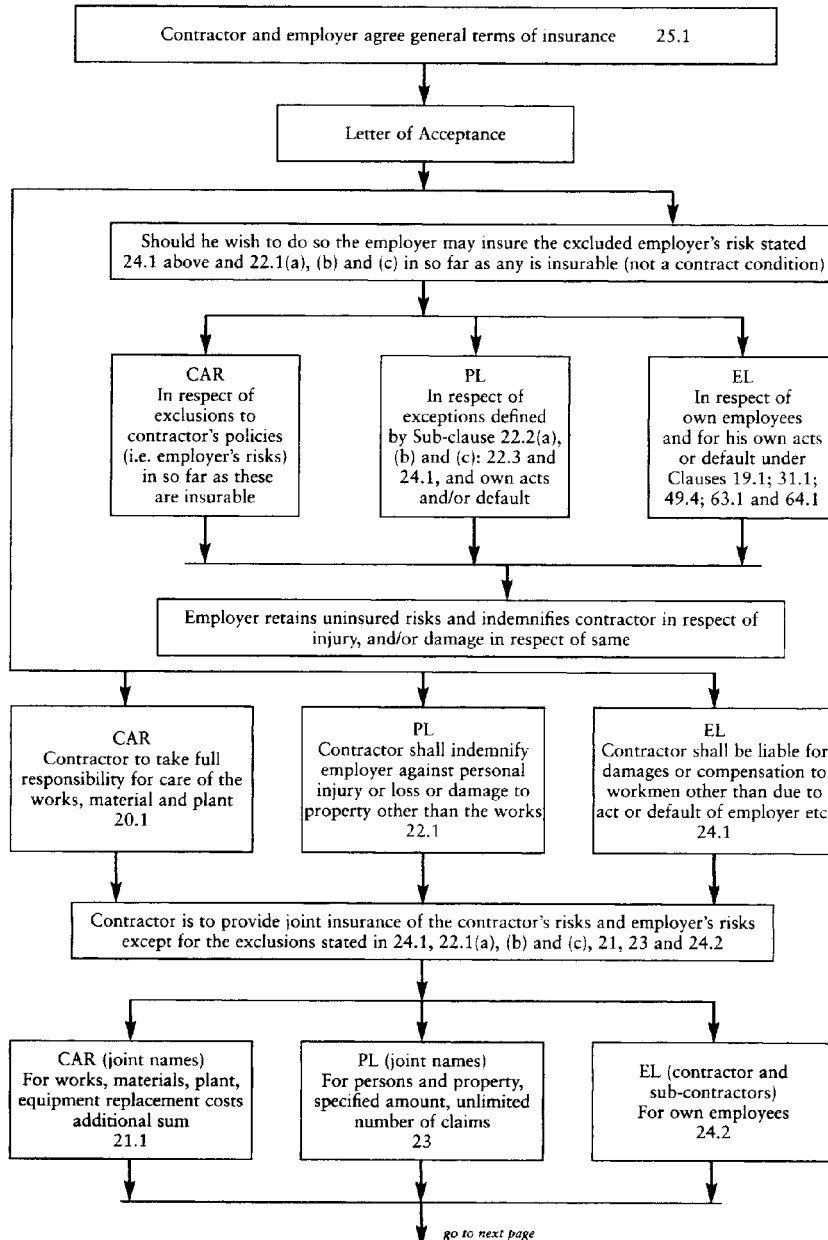 Contractor and employer agree general terms of insurance 25.1
Letter of Acceptance
Should he wish to do so the employer may insure the excluded employer's risk stated
24.1 above and 22.1(a), (b) and (c) in so far as any is insurable (not a contract condition)
CAR
In respect of
exclusions to
contractor's policies
(i.e. employer's risks)
in so far as these
are insurable
PL
In respect of
exceptions defined
by Sub-clause 22.2(a),
(b) and (c): 22.3 and
24.1, and own acts
and/or default
EL
In respect of
own employees
and for his own acts
or default under
Clauses 19.1; 31.1;
49.4; 63.1 and 64.1
Employer retains uninsured risks and indemnifies contractor in respect of
injury, and/or damage in respect of same
CAR
Contractor to take full
responsibility for care of the
works, material and plant
20.1
PL
Contractor shall indemnify
employer against personal
injury or loss or damage to
property other than the works
22.1
EL
Contractor shall be liable for
damages or compensation to
workmen other than due to
act or default of employer etc
24.1
Contractor is to provide joint insurance of the contractor's risks and employer's risks
except for the exclusions stated in 24.1, 22.1(a), (b) and (c), 21, 23 and 24.2
CAR (joint names)
For works, materials, plant,
equipment replacement costs
additional sum
21.1
PL (joint names)
For persons and property,
specified amount, unlimited
number of claims
23
EL (contractor and
sub-contractors)
For own employees
24.2
go to next page